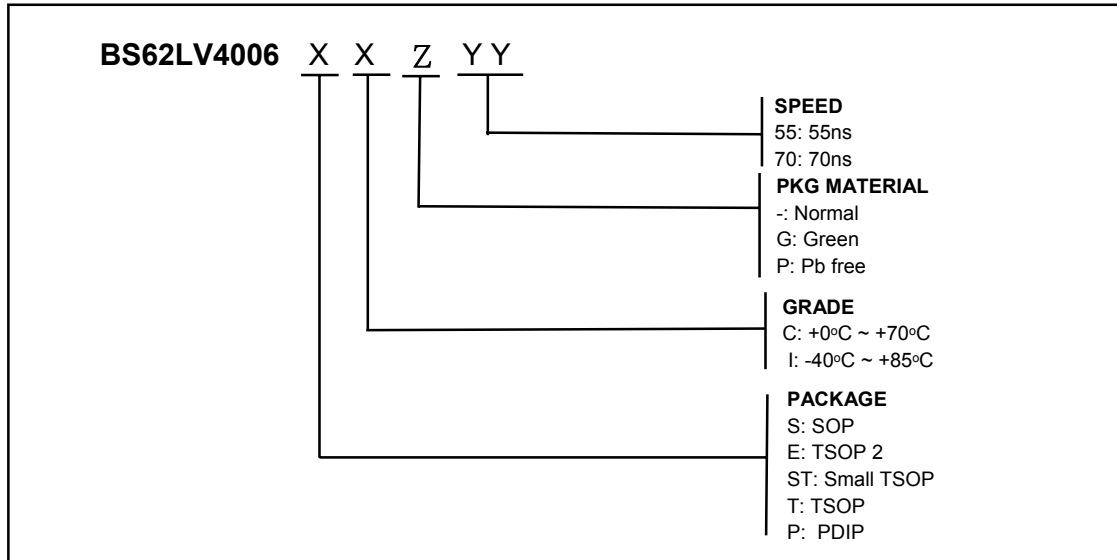 BS62LV4006 X X Z Y Y
SPEED
55: 55ns
70: 70ns
PKG MATERIAL
-: Normal
G: Green
P: Pb free
GRADE
C: +0ºC ~ +70ºC
I: -40ºC ~ +85ºC
PACKAGE
S: SOP
E: TSOP 2
ST: Small TSOP
T: TSOP
P: PDIP